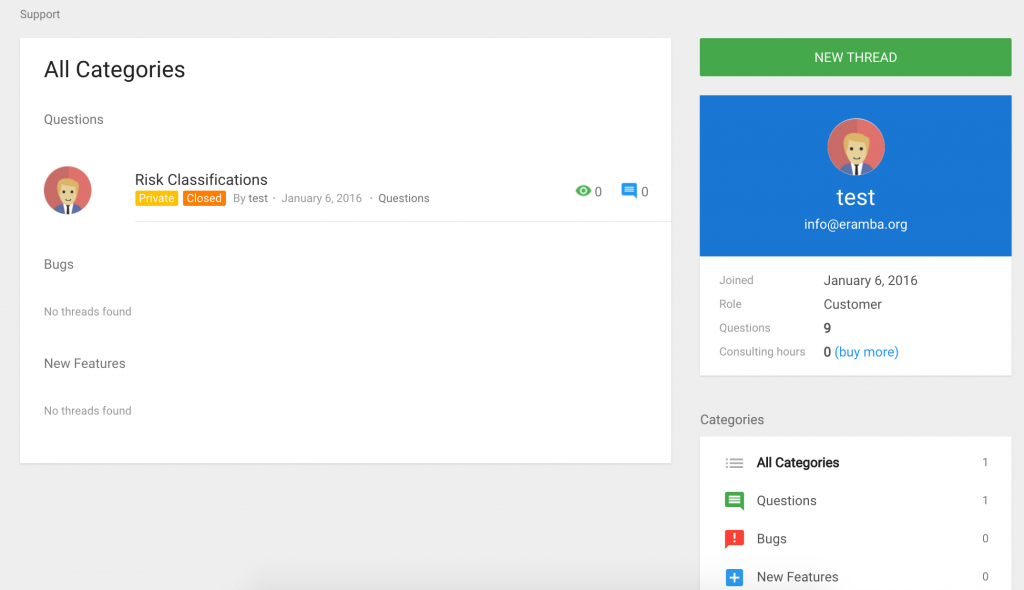 Support
All Categories
Questions
Risk Classifications
Private Closed By test · January 6, 2016 · Questions
0 0
Bugs
No threads found
New Features
No threads found
NEW THREAD
test
info@eramba.org
Joined January 6, 2016
Role Customer
Questions 9
Consulting hours 0 (buy more)
Categories
All Categories 1
Questions 1
Bugs 0
New Features 0